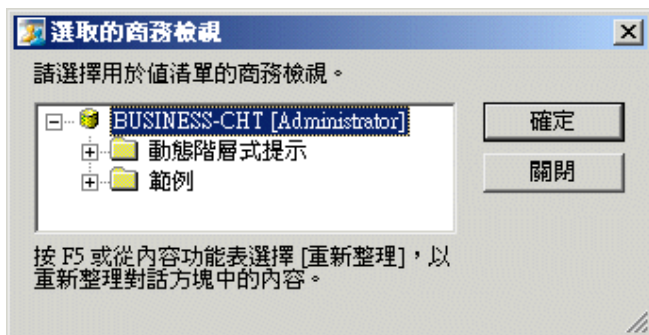 選取的商務檢視
請選擇用於值清單的商務檢視。
BUSINESS-CHT [Administrator]
動態階層式提示
範例
確定
關閉
按 F5 或從內容功能表選擇 [重新整理]，以
重新整理對話方塊中的內容。